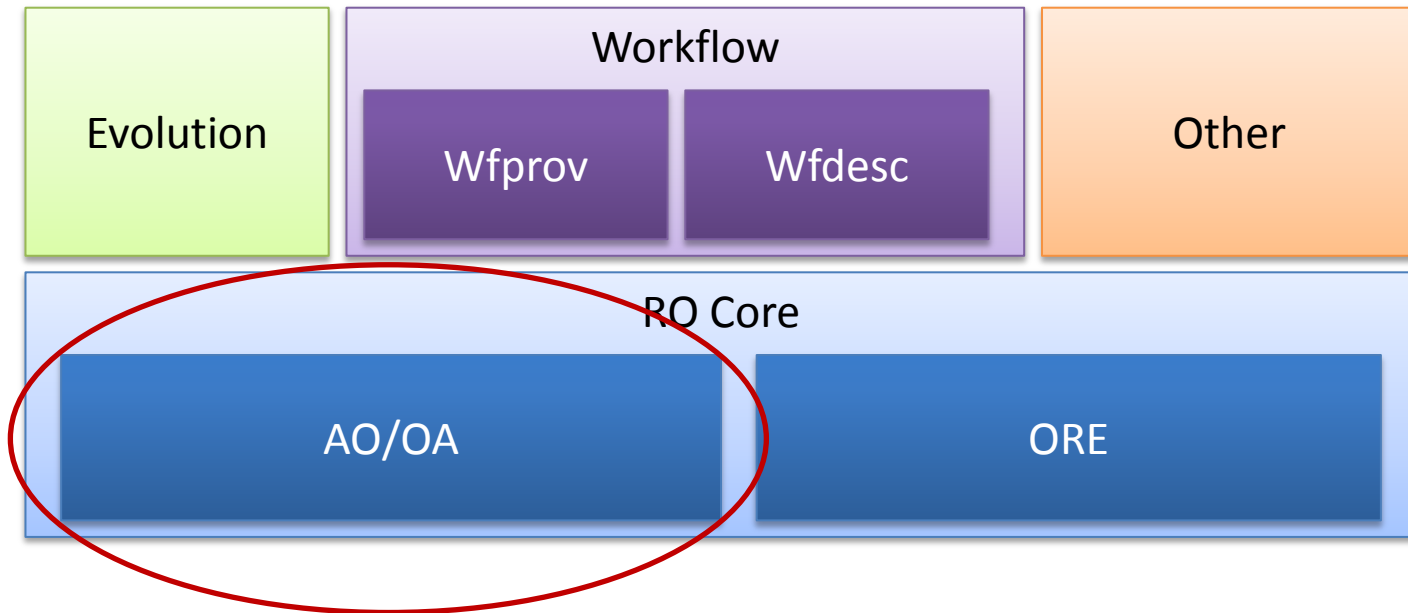 Workflow
Evolution
Wfprov
Wfdesc
Other
RO Core
AO/OA
ORE